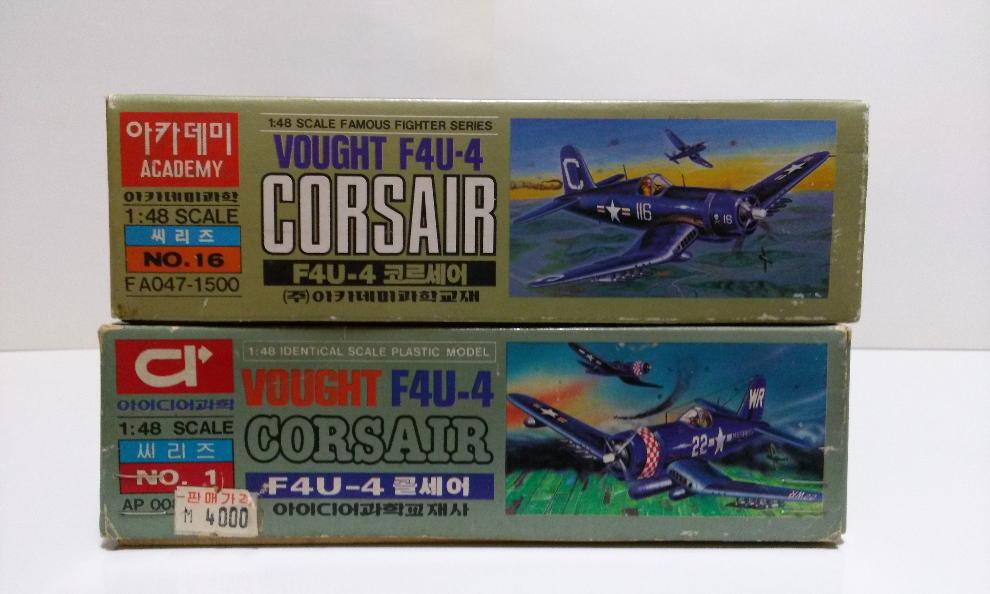 아카데미
ACADEMY
아카데미과학
1:48 SCALE
씨리즈
NO.16
FA047-1500
1:48 SCALE FAMOUS FIGHTER SERIES
VOUGHT F4U-4
CORSAIR
F4U-4 코르세어
(주)아카데미과학교재
C
116
16
아이디어과학
1:48 SCALE
씨리즈
NO. 1
AP 00
판매가격
M 4000
1:48 IDENTICAL SCALE PLASTIC MODEL
VOUGHT F4U-4
CORSAIR
F4U-4 콜세어
아이디어과학교재사
WR
22